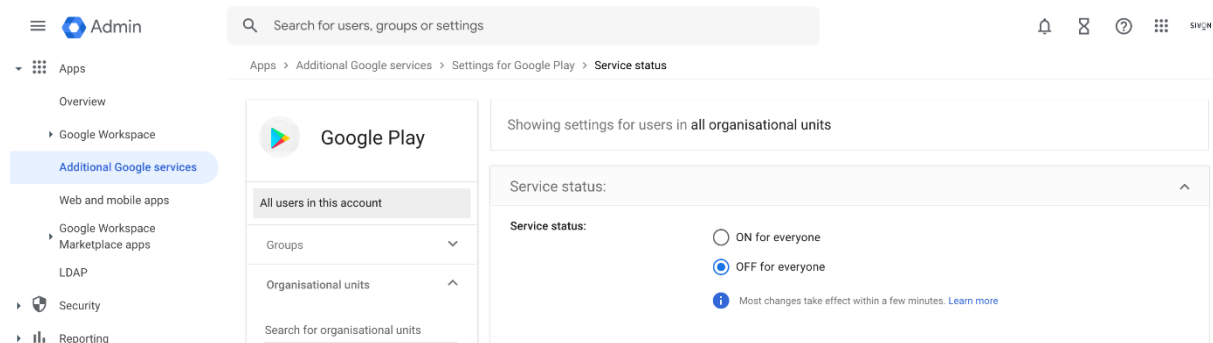 Admin
Search for users, groups or settings
SIVON
Apps
Overview
Google Workspace
Additional Google services
Web and mobile apps
Google Workspace
Marketplace apps
LDAP
Security
Reporting
Apps > Additional Google services > Settings for Google Play > Service status
Google Play
All users in this account
Groups
Organisational units
Search for organisational units
Showing settings for users in all organisational units
Service status:
Service status:
ON for everyone
OFF for everyone
Most changes take effect within a few minutes. Learn more